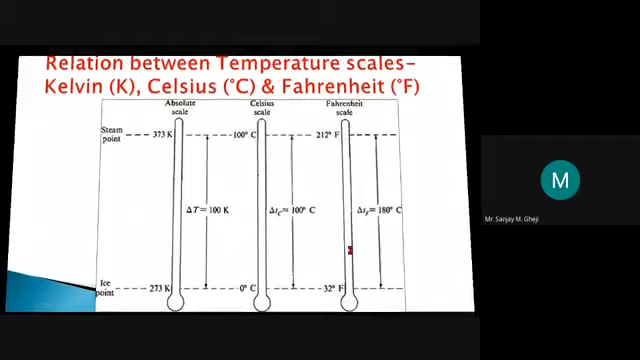 Relation between Temperature scales-
Kelvin (K), Celsius (°C) & Fahrenheit (°F)
Absolute scale
Celsius scale
Fahrenheit scale
Steam point
373 K
100° C
212° F
ΔT = 100 K
Δt_C = 100° C
Δt_F = 180° C
Ice point
273 K
0° C
32° F
M
Mr. Sanjay M. Gheji